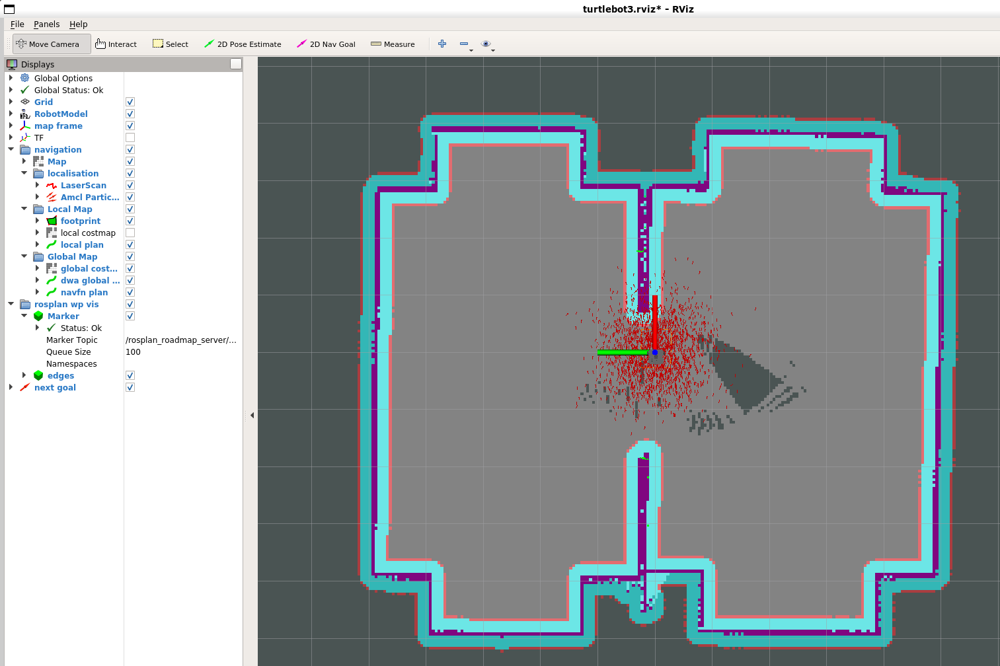 turtlebot3.rviz* – RViz
File Panels Help
Move Camera Interact Select 2D Pose Estimate 2D Nav Goal Measure
Displays
Global Options
Global Status: Ok
Grid
RobotModel
map frame
TF
navigation
Map
localisation
LaserScan
Amcl Partic...
Local Map
footprint
local costmap
local plan
Global Map
global cost...
dwa global ...
navfn plan
rosplan wp vis
Marker
Status: Ok
Marker Topic /rosplan_roadmap_server/...
Queue Size 100
Namespaces
edges
next goal